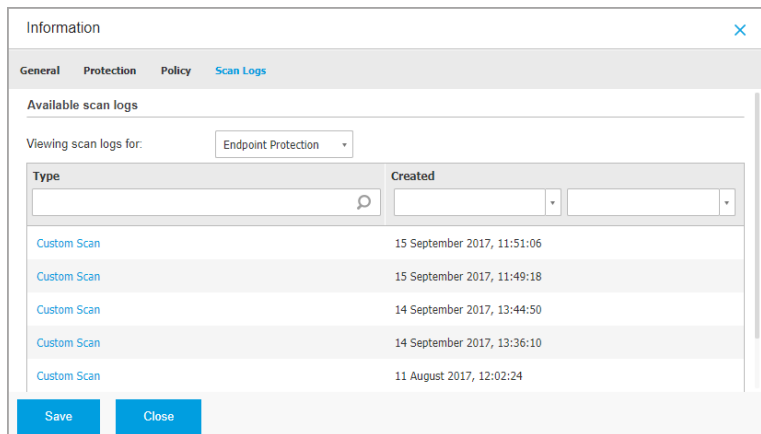 Information
General Protection Policy Scan Logs
Available scan logs
Viewing scan logs for: Endpoint Protection
Type Created
Custom Scan 15 September 2017, 11:51:06
Custom Scan 15 September 2017, 11:49:18
Custom Scan 14 September 2017, 13:44:50
Custom Scan 14 September 2017, 13:36:10
Custom Scan 11 August 2017, 12:02:24
Save Close